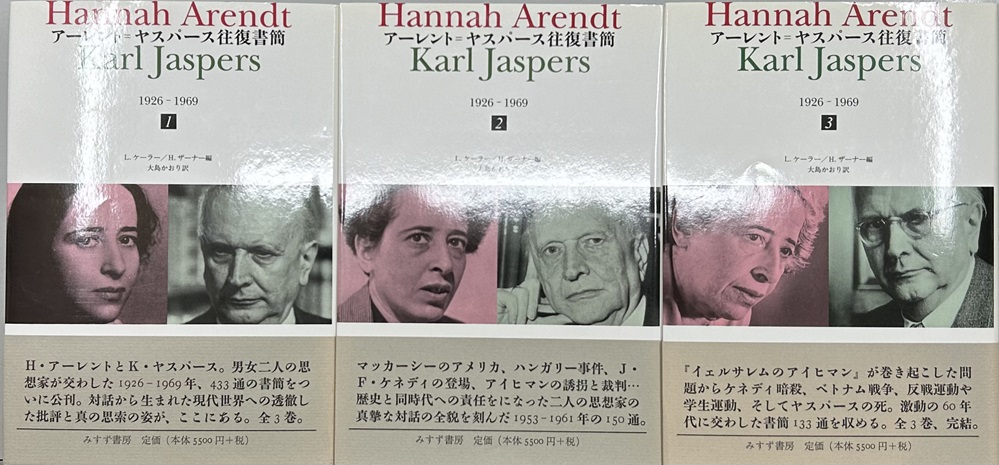 Hannah Arendt
アーレント=ヤスパース往復書簡
Karl Jaspers
1926–1969
1
L. ケーラー/H. ザーナー編
大島かおり訳
H・アーレントとK・ヤスパース。男女二人の思
想家が交わした1926–1969年、433通の書簡をつ
いに公刊。対話から生まれた現代世界への透徹し
た批評と真の思索の姿が、ここにある。全3巻。
みすず書房 定価(本体5500円+税)
Hannah Arendt
アーレント=ヤスパース往復書簡
Karl Jaspers
1926–1969
2
L. ケーラー/H. ザーナー編
大島かおり訳
マッカーシーのアメリカ、ハンガリー事件、J・
F・ケネディの登場、アイヒマンの誘拐と裁判…
歴史と同時代への責任をになった二人の思想家の
真摯な対話の全貌を刻んだ1953–1961年の150通。
みすず書房 定価(本体5500円+税)
Hannah Arendt
アーレント=ヤスパース往復書簡
Karl Jaspers
1926–1969
3
L. ケーラー/H. ザーナー編
大島かおり訳
『イェルサレムのアイヒマン』が巻き起こした問
題からケネディ暗殺、ベトナム戦争、反戦運動や
学生運動、そしてヤスパースの死。激動の60年
代に交わした書簡133通を収める。全3巻、完結。
みすず書房 定価(本体5500円+税)